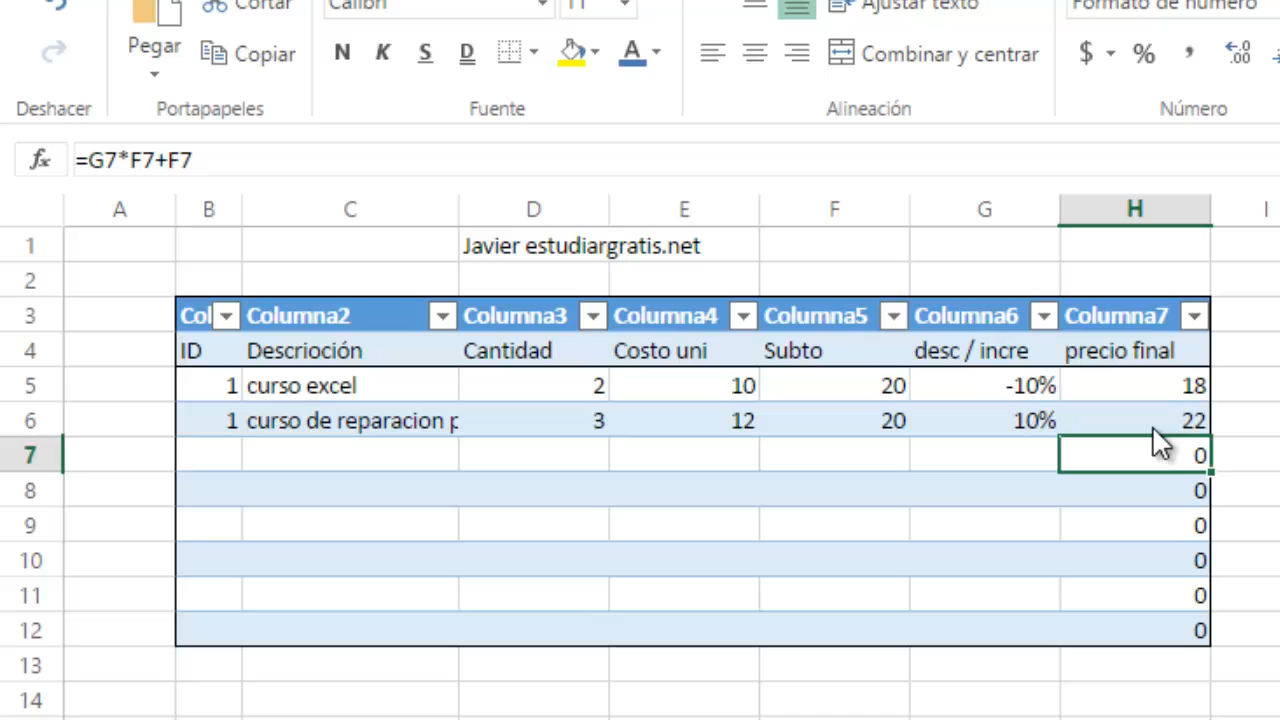 Cortar
Calibri
11
Ajustar texto
Formato de número
Pegar
Copiar
N K S D
A
Combinar y centrar
$ % ,
Deshacer
Portapapeles
Fuente
Alineación
Número
fx =G7*F7+F7
A B C D E F G H I
1 Javier estudiargratis.net
2
3 Col Columna2 Columna3 Columna4 Columna5 Columna6 Columna7
4 ID Descrioción Cantidad Costo uni Subto desc / incre precio final
5 1 curso excel 2 10 20 -10% 18
6 1 curso de reparacion p 3 12 20 10% 22
7 0
8 0
9 0
10 0
11 0
12 0
13
14